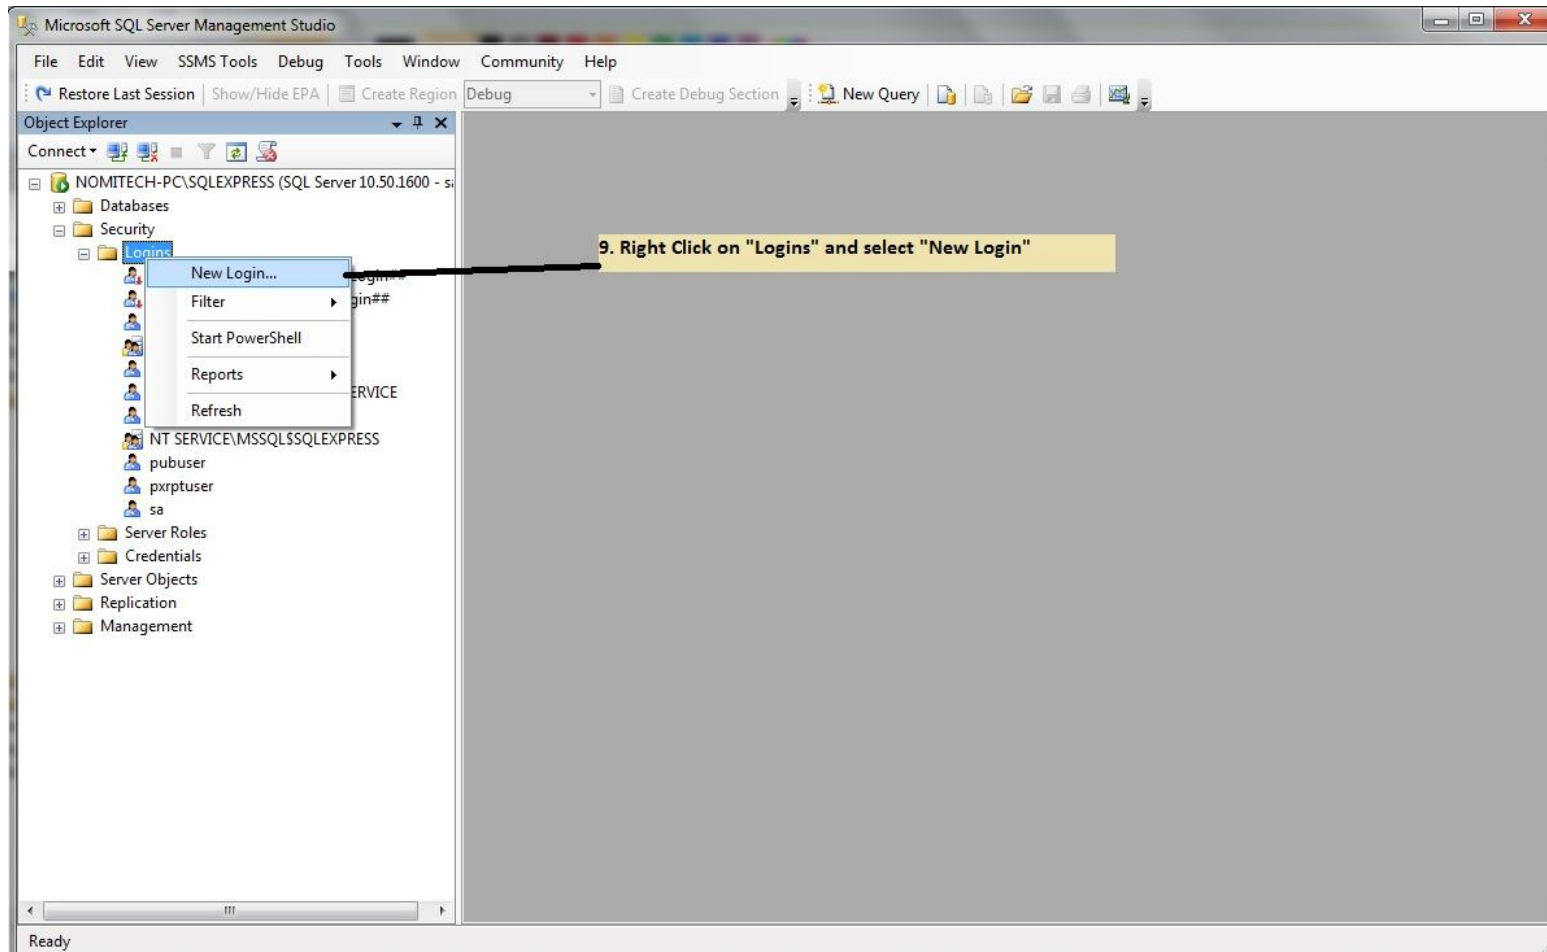 Microsoft SQL Server Management Studio
File Edit View SSMS Tools Debug Tools Window Community Help
Restore Last Session Show/Hide EPA Create Region Debug Create Debug Section New Query
Object Explorer
Connect
NOMITECH-PC\SQLEXPRESS (SQL Server 10.50.1600 - sa
Databases
Security
Logins
9. Right Click on "Logins" and select "New Login"
New Login...
Filter
gin##
Start PowerShell
Reports
ERVICE
Refresh
NT SERVICE\MSSQL$SQLEXPRESS
pubuser
pxrptuser
sa
Server Roles
Credentials
Server Objects
Replication
Management
Ready